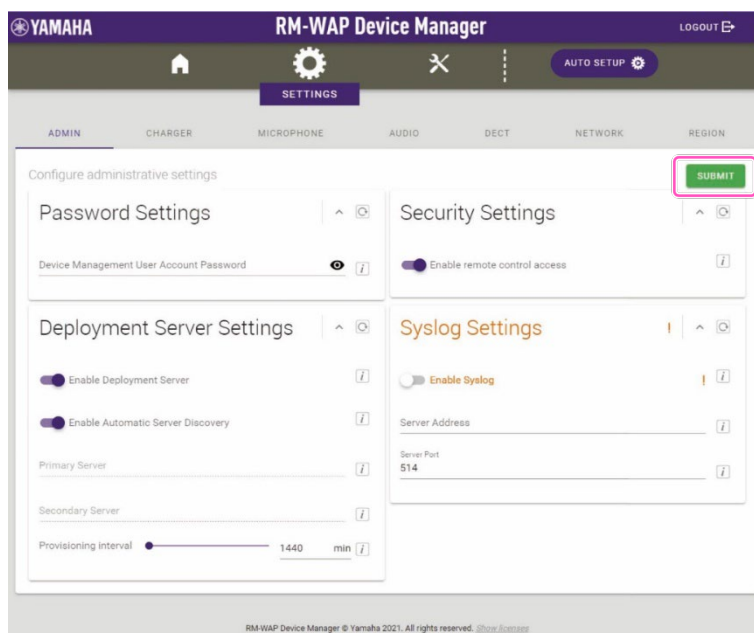 YAMAHA
RM-WAP Device Manager
LOGOUT
AUTO SETUP
SETTINGS
ADMIN
CHARGER
MICROPHONE
AUDIO
DECT
NETWORK
REGION
Configure administrative settings
SUBMIT
Password Settings
Device Management User Account Password
i
Security Settings
Enable remote control access
i
Deployment Server Settings
Enable Deployment Server
i
Enable Automatic Server Discovery
i
Primary Server
i
Secondary Server
i
Provisioning interval
1440 min
i
Syslog Settings
!
Enable Syslog
!
i
Server Address
i
Server Port
514
i
RM-WAP Device Manager © Yamaha 2021. All rights reserved. Show licenses